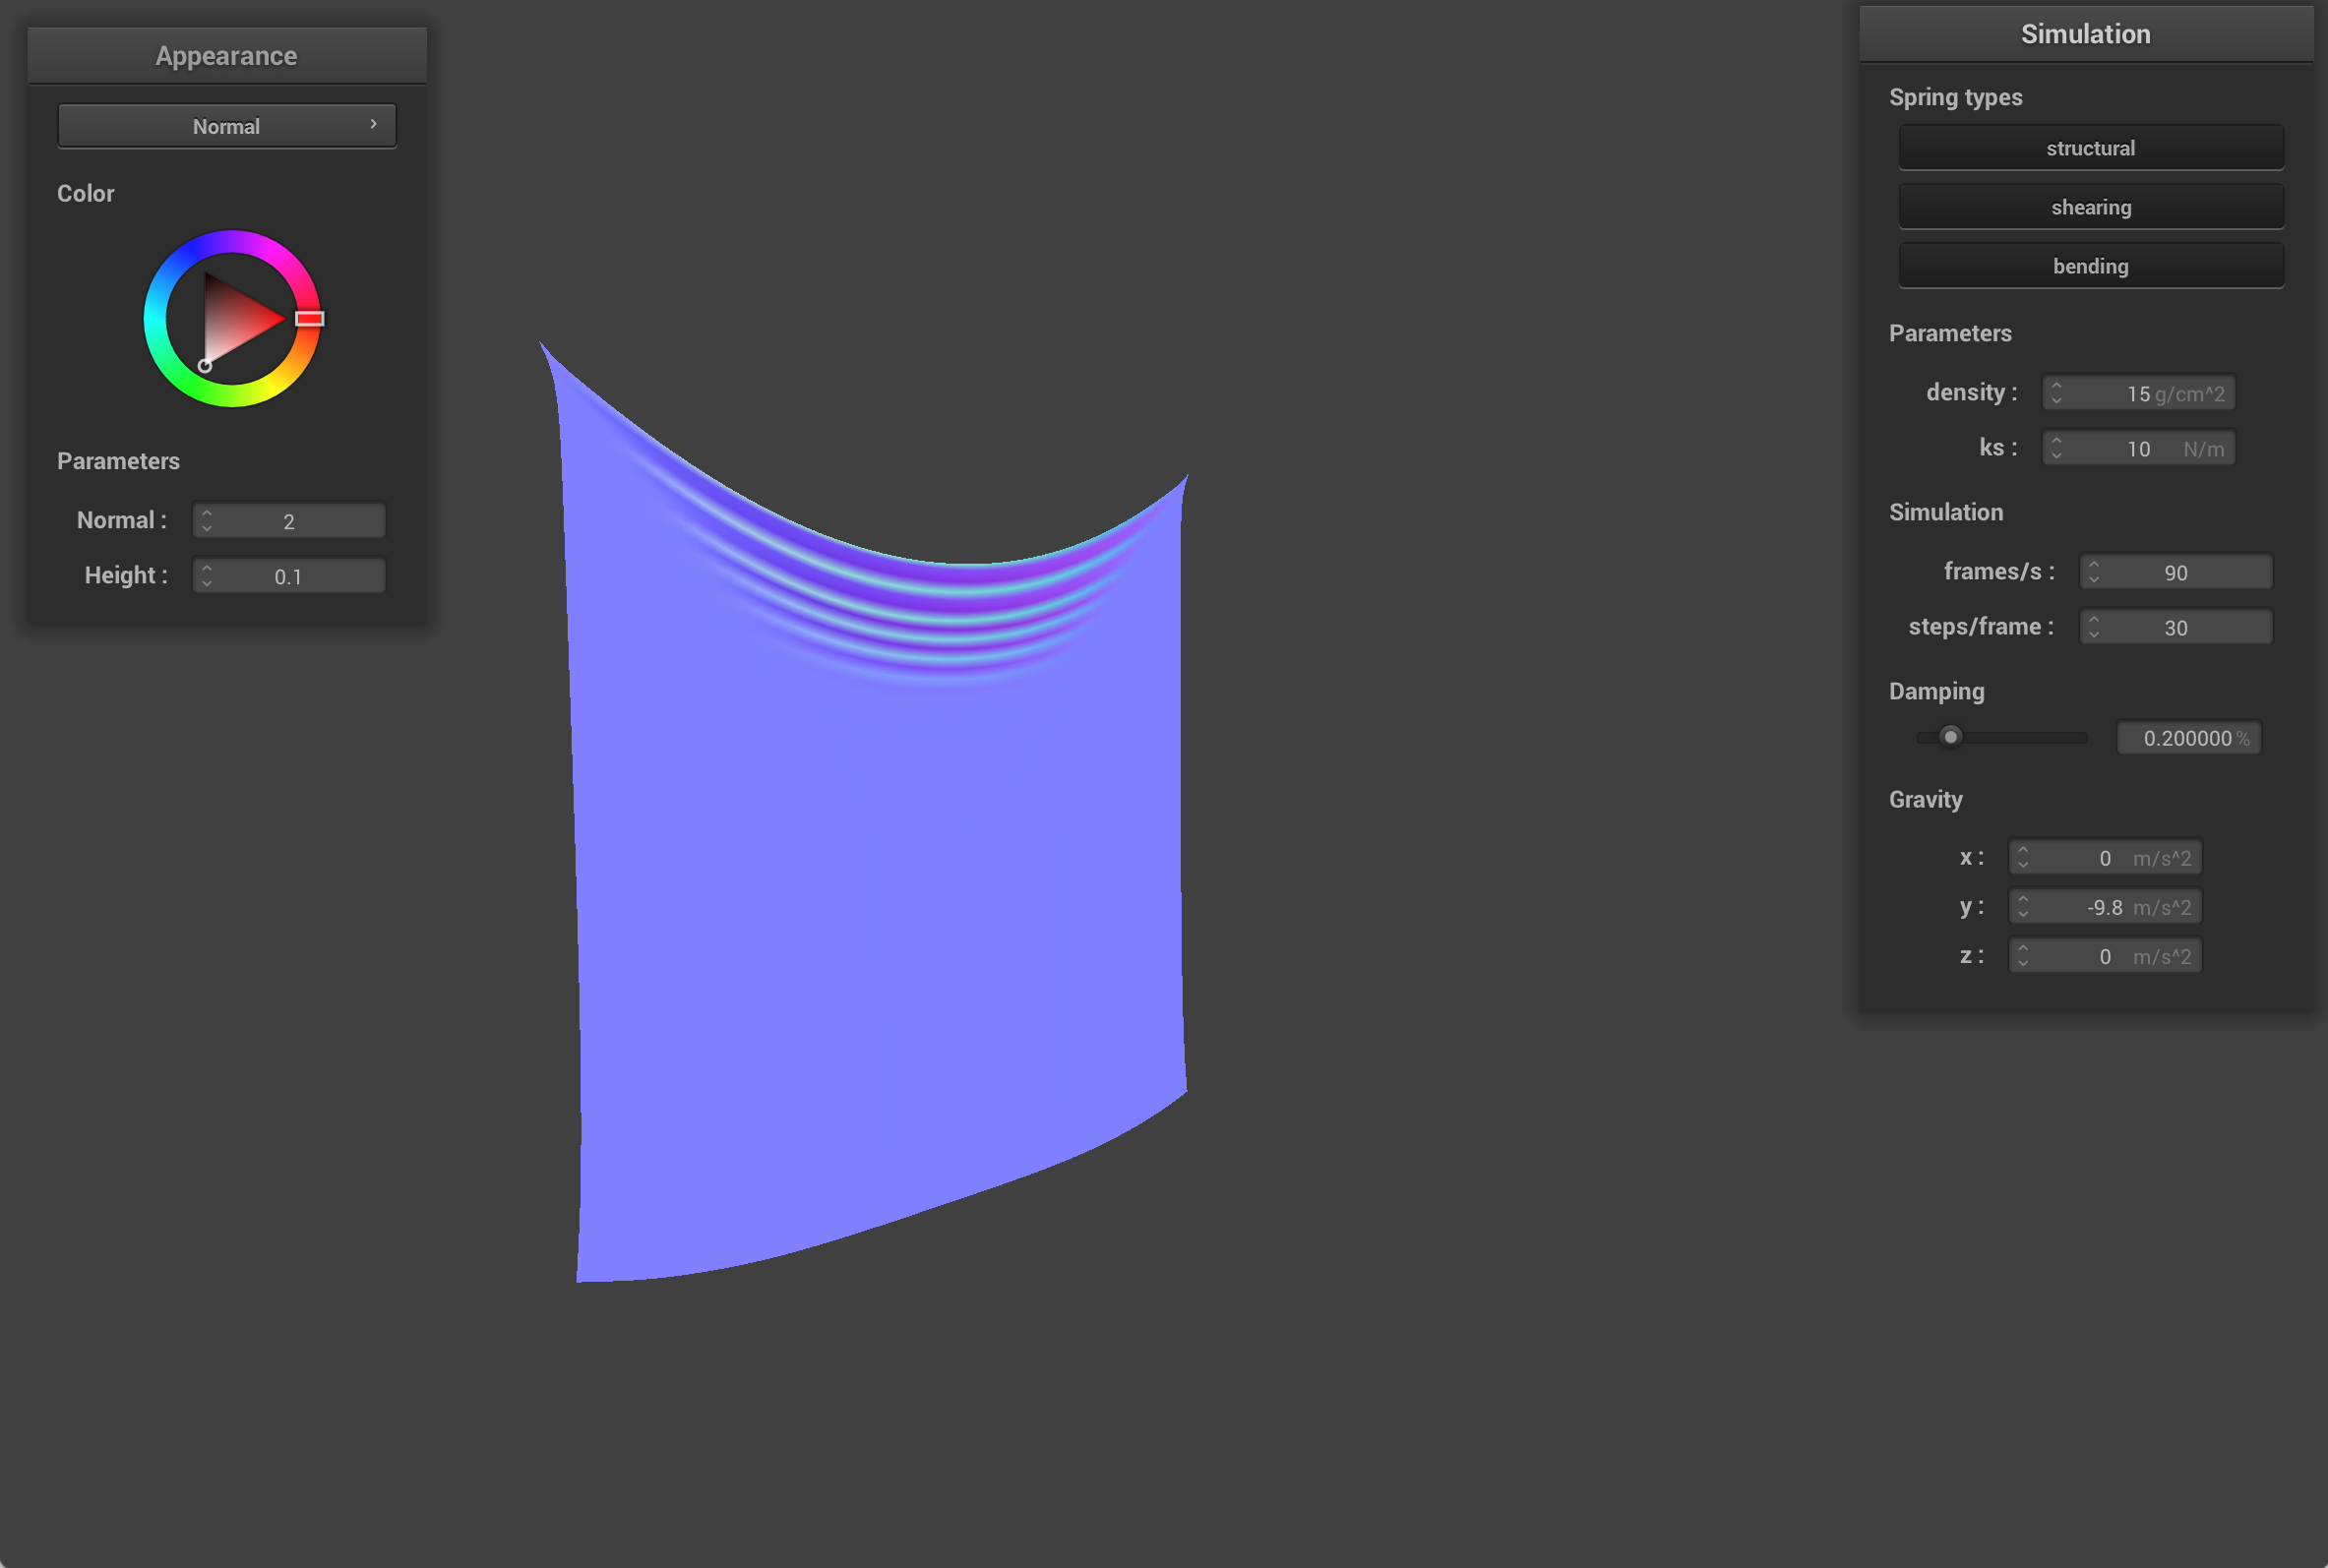 Appearance
Normal
Color
Parameters
Normal : 2
Height : 0.1
Simulation
Spring types
structural
shearing
bending
Parameters
density : 15 g/cm^2
ks : 10 N/m
Simulation
frames/s : 90
steps/frame : 30
Damping
0.200000 %
Gravity
x : 0 m/s^2
y : -9.8 m/s^2
z : 0 m/s^2